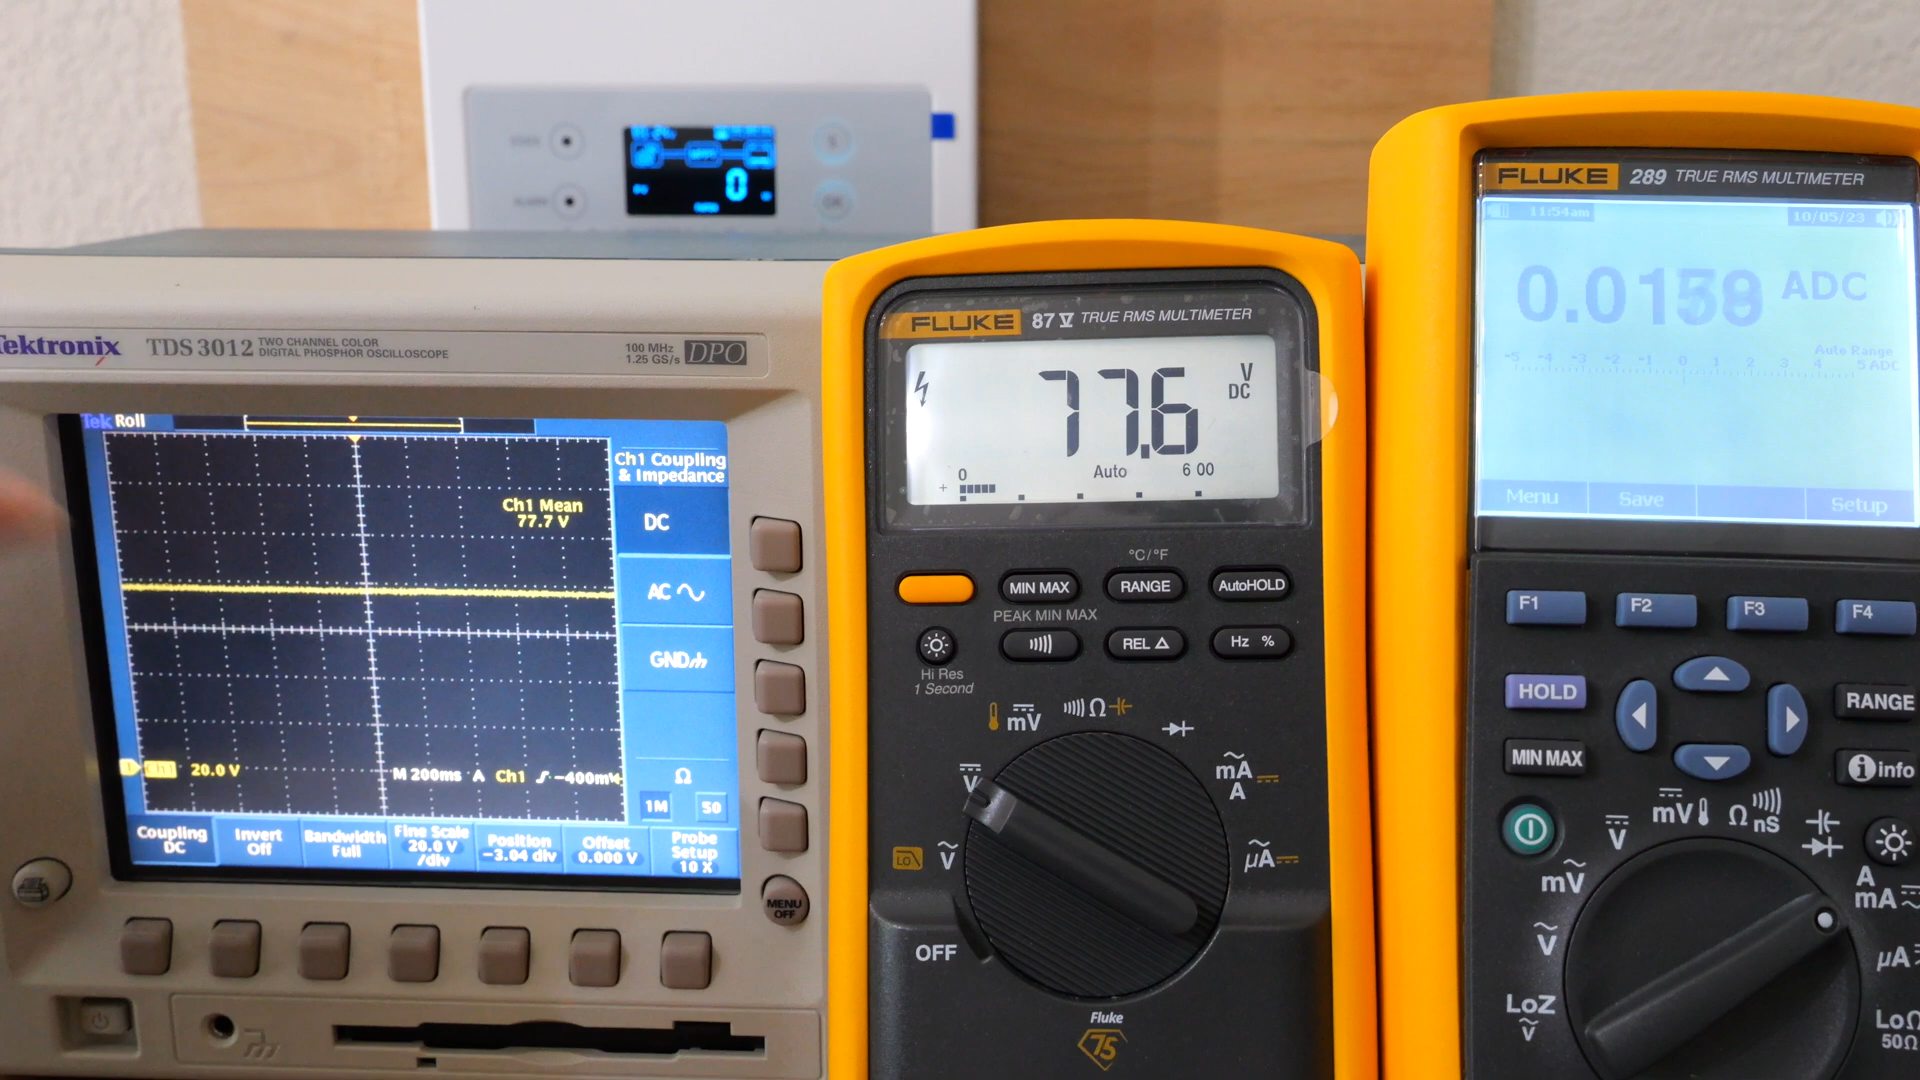 0
Tektronix
TDS 3012
TWO CHANNEL COLOR
DIGITAL PHOSPHOR OSCILLOSCOPE
100 MHz
1.25 GS/s
DPO
Tek Roll
Ch1 Mean
77.7 V
Ch1 Coupling
& Impedance
DC
AC
GND
Ω
1M 50
Ch1 20.0 V
M 200ms A Ch1 -400mV
Coupling
DC
Invert
Off
Bandwidth
Full
Fine Scale
20.0 V
/div
Position
-3.04 div
Offset
0.000 V
Probe
Setup
10 X
MENU
OFF
FLUKE 87 V TRUE RMS MULTIMETER
77.6 V
DC
0 Auto 6 00
+
°C/°F
MIN MAX
RANGE
AutoHOLD
PEAK MIN MAX
REL Δ
Hz %
Hi Res
1 Second
mV
Ω
V
mA
A
LO
V
µA
OFF
Fluke
75
FLUKE 289 TRUE RMS MULTIMETER
11:54am 10/05/23
ADC
Auto Range
-5 -4 -3 -2 -1 0 1 2 3 4 5 ADC
Menu Save Setup
F1 F2 F3 F4
HOLD
RANGE
MIN MAX
i info
V
mV
Ω
nS
mV
A
mA
V
µA
LoZ
V
LoΩ
50Ω